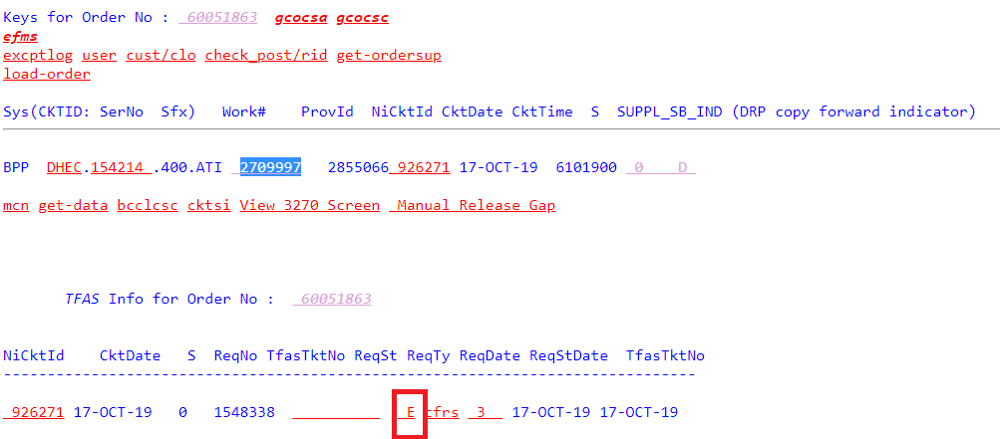 Keys for Order No : 60051863 gcocsa gcocsc
efms
excptlog user cust/clo check_post/rid get-ordersup
load-order
Sys(CKTID: SerNo Sfx) Work# ProvId NiCktId CktDate CktTime S SUPPL_SB_IND (DRP copy forward indicator)
BPP DHEC.154214 .400.ATI 2709997 2855066 926271 17-OCT-19 6101900 0 D
mcn get-data bcclcsc cktsi View 3270 Screen Manual Release Gap
TFAS Info for Order No : 60051863
NiCktId CktDate S ReqNo TfasTktNo ReqSt ReqTy ReqDate ReqStDate TfasTktNo
--------------------------------------------------------------------------------
926271 17-OCT-19 0 1548338 E tfrs 3 17-OCT-19 17-OCT-19